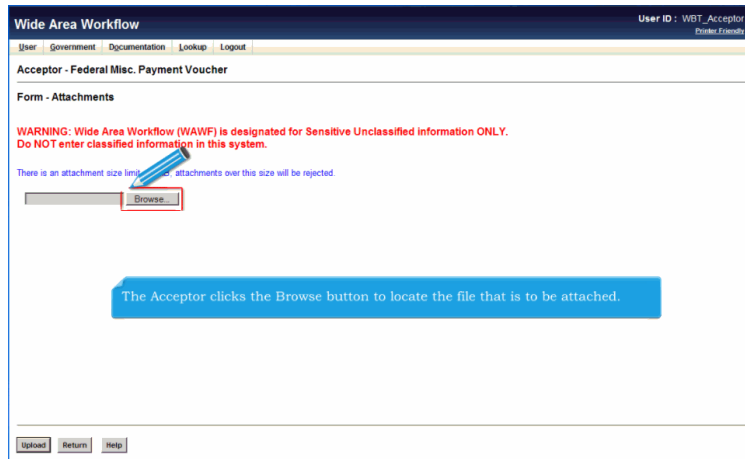 Wide Area Workflow
User ID : WBT_Acceptor
Printer Friendly
User Government Documentation Lookup Logout
Acceptor - Federal Misc. Payment Voucher
Form - Attachments
WARNING: Wide Area Workflow (WAWF) is designated for Sensitive Unclassified information ONLY.
Do NOT enter classified information in this system.
There is an attachment size limit attachments over this size will be rejected.
Browse...
The Acceptor clicks the Browse button to locate the file that is to be attached.
Upload Return Help